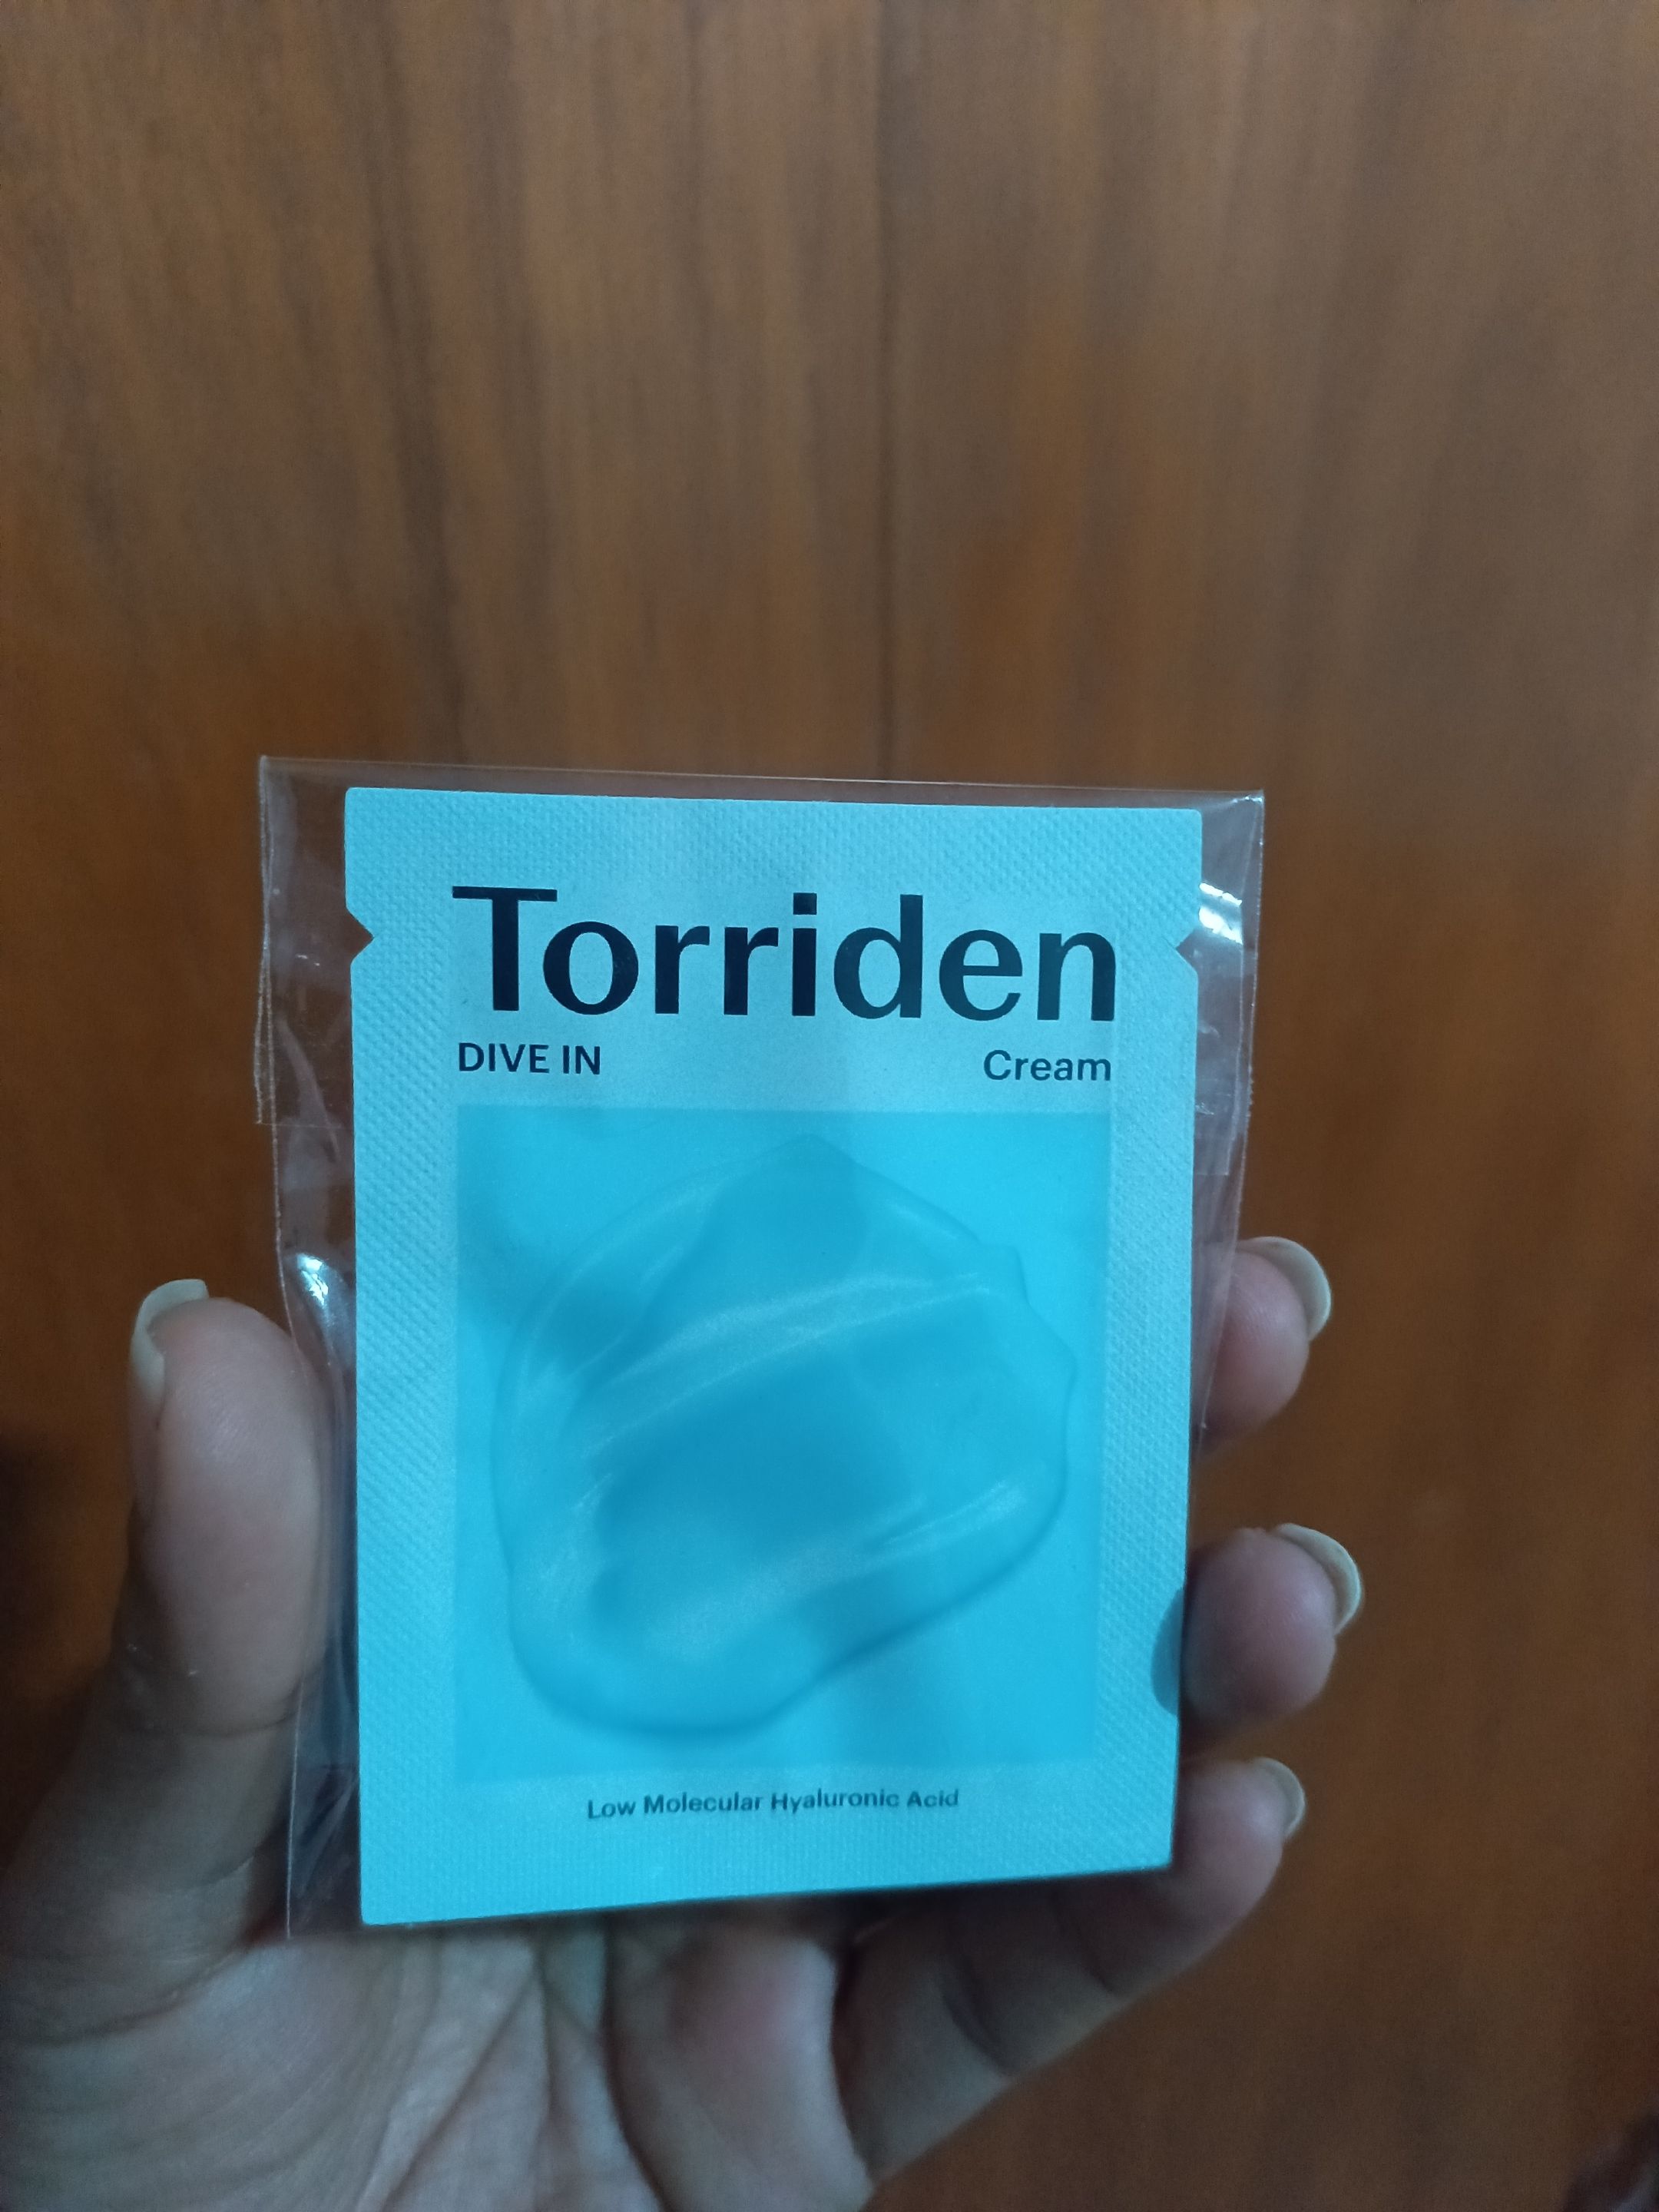 Torriden
DIVE IN Cream
Low Molecular Hyaluronic Acid